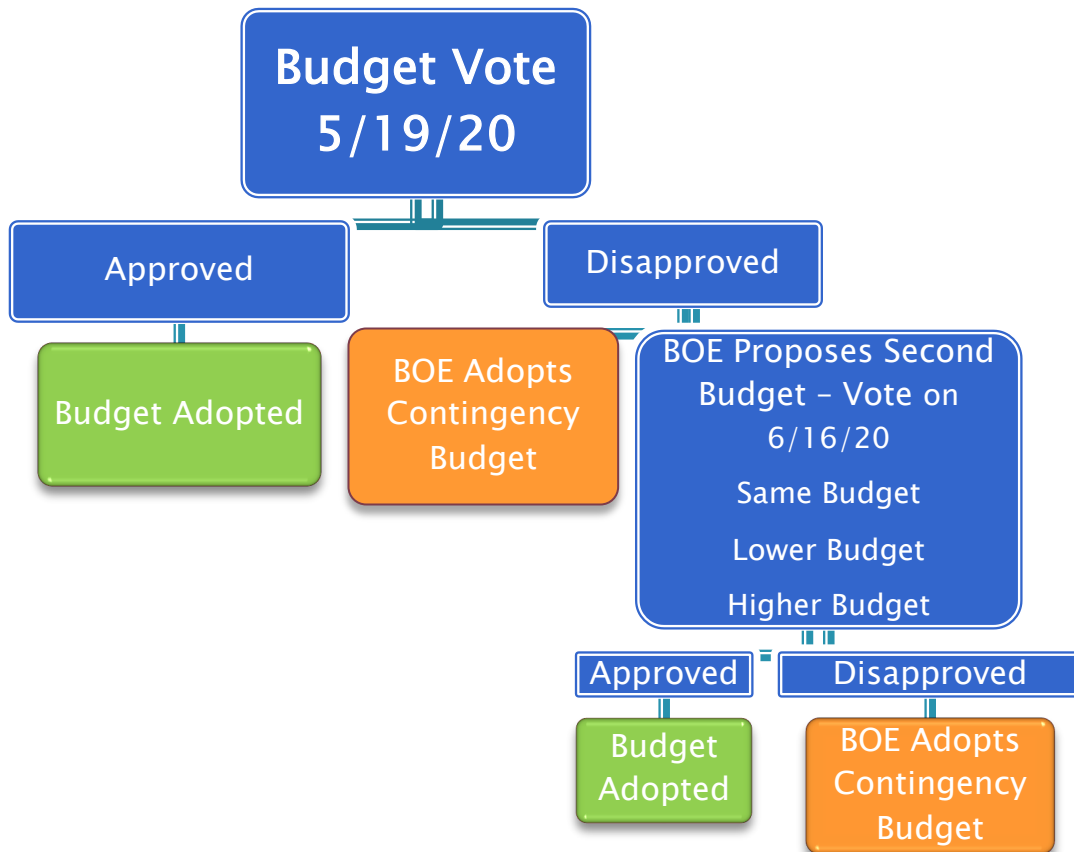 Budget Vote
5/19/20
Approved
Disapproved
Budget Adopted
BOE Adopts
Contingency
Budget
BOE Proposes Second
Budget – Vote on
6/16/20
Same Budget
Lower Budget
Higher Budget
Approved
Disapproved
Budget
Adopted
BOE Adopts
Contingency
Budget